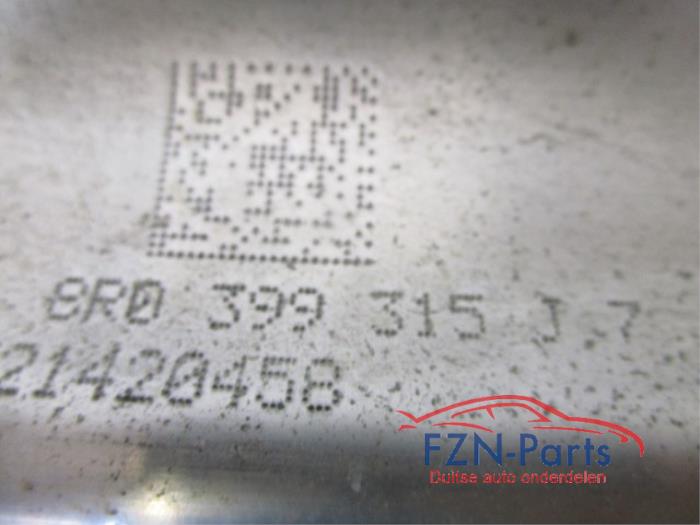 8R0 399 315 J 7
21420458
FZN-Parts
Duitse auto onderdelen